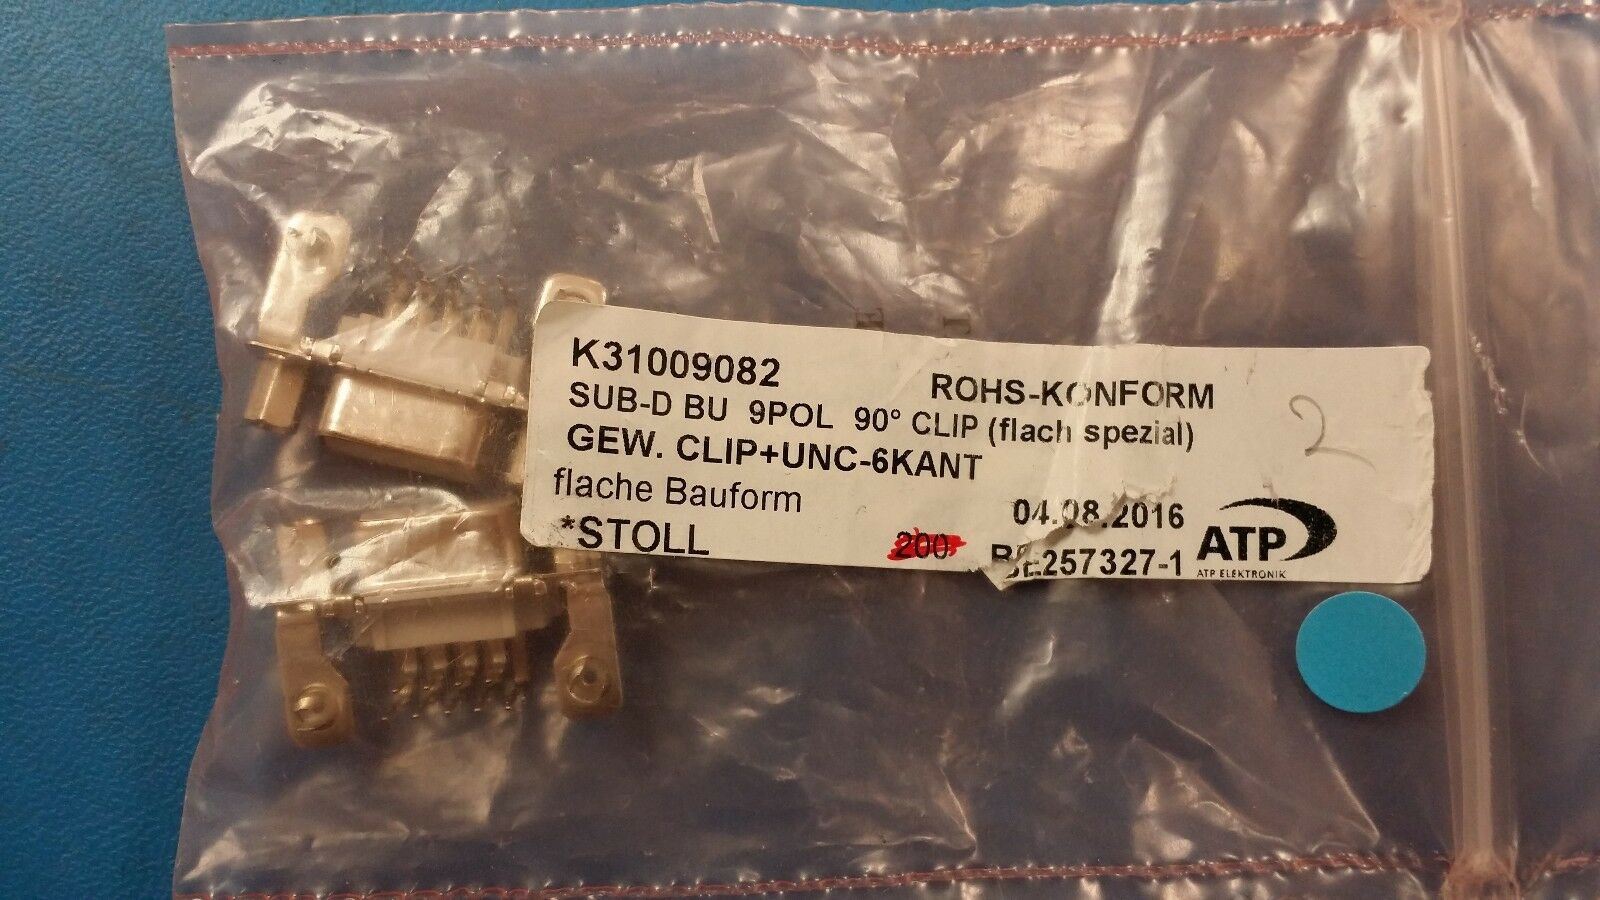 K31009082
ROHS-KONFORM
SUB-D BU 9POL 90° CLIP (flach spezial)
GEW. CLIP+UNC-6KANT
flache Bauform
*STOLL
200
04.08.2016
BE257327-1
ATP
ATP ELEKTRONIK
2